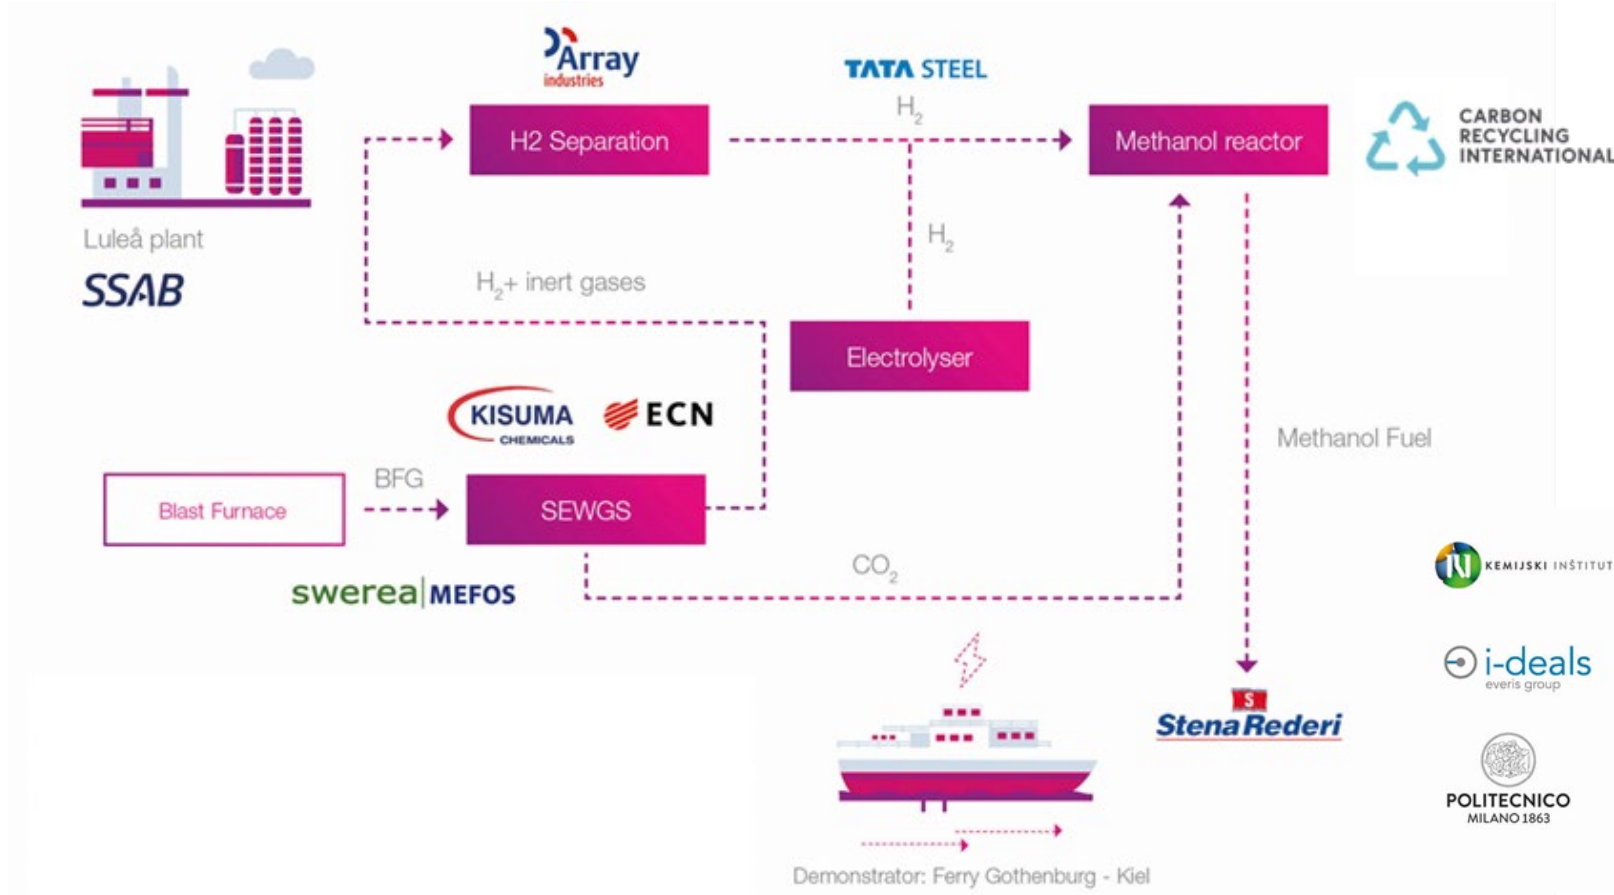 Array
industries
TATA STEEL
H₂
H2 Separation
Methanol reactor
CARBON
RECYCLING
INTERNATIONAL
Luleå plant
SSAB
H₂
H₂+ inert gases
Electrolyser
KISUMA
CHEMICALS
ECN
Methanol Fuel
BFG
Blast Furnace
SEWGS
CO₂
swerea|MEFOS
KEMIJSKI INŠTITUT
i-deals
everis group
S
Stena Rederi
POLITECNICO
MILANO 1863
Demonstrator: Ferry Gothenburg - Kiel